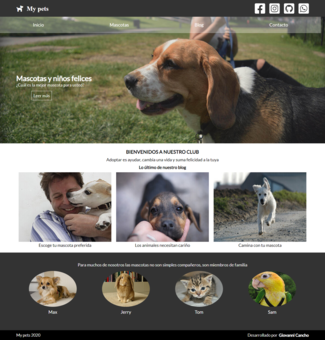 My pets
Inicio Mascotas Blog Contacto
Mascotas y niños felices
¿Cuál es la mejor mascota para niños?
Leer más
BIENVENIDOS A NUESTRO CLUB
Adoptar es ayudar, cambia una vida y suma felicidad a la tuya
Lo último de nuestro blog
Escoge tu mascota preferida
Los animales necesitan cariño
Camina con tu mascota
Para muchos de nosotros las mascotas no son simples compañeros, son miembros de familia.
Max Jerry Tom Sam
My pets 2020
Desarrollado por Giovanni Cancho